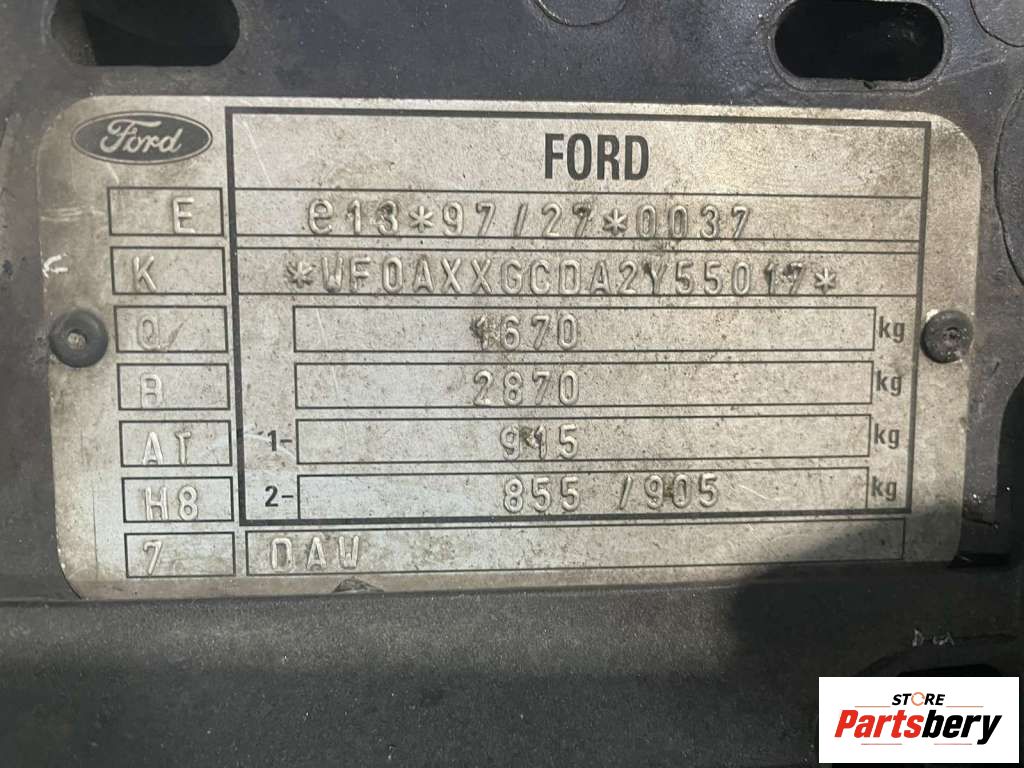 Ford
FORD
E e13*97/27*0037
K *WF0AXXGCDA2Y55017*
Q 1670 kg
B 2870 kg
AT 1- 915 kg
H8 2- 855 /905 kg
7 0AW
STORE
Partsbery